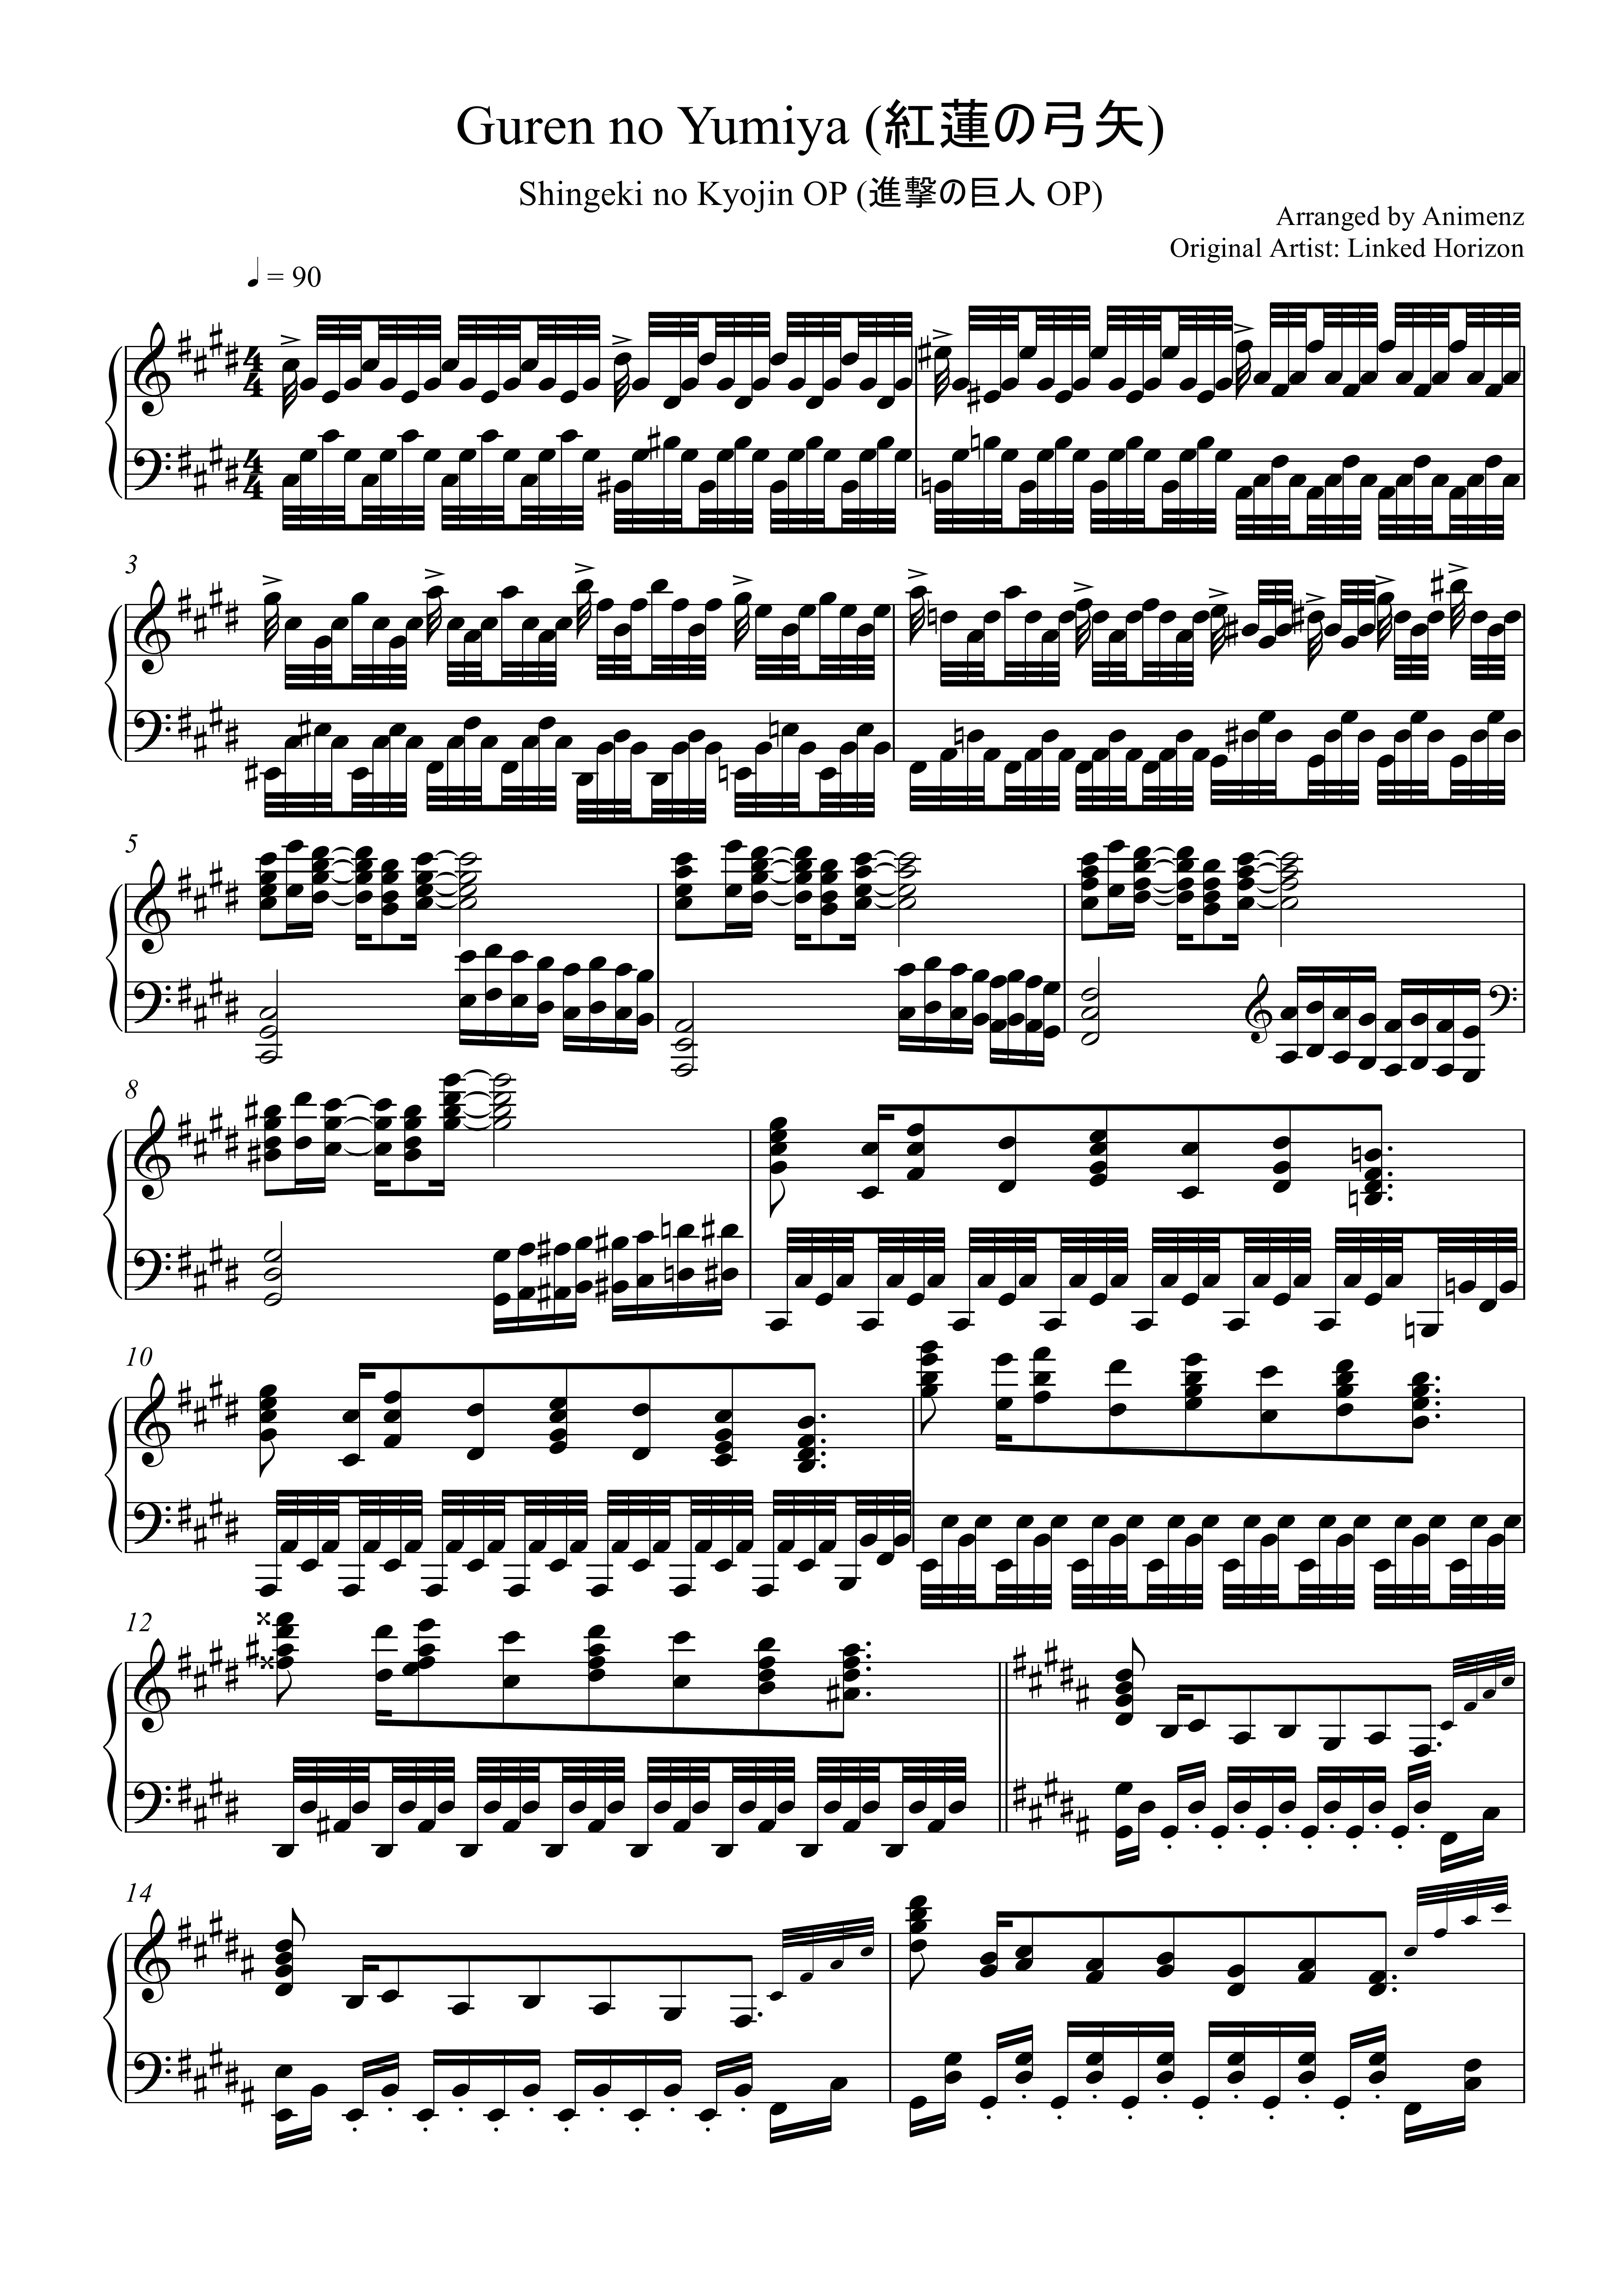 Guren no Yumiya (紅蓮の弓矢)
Shingeki no Kyojin OP (進撃の巨人 OP)
Arranged by Animenz
Original Artist: Linked Horizon
♩ = 90
4/4
3
5
8
10
12
14